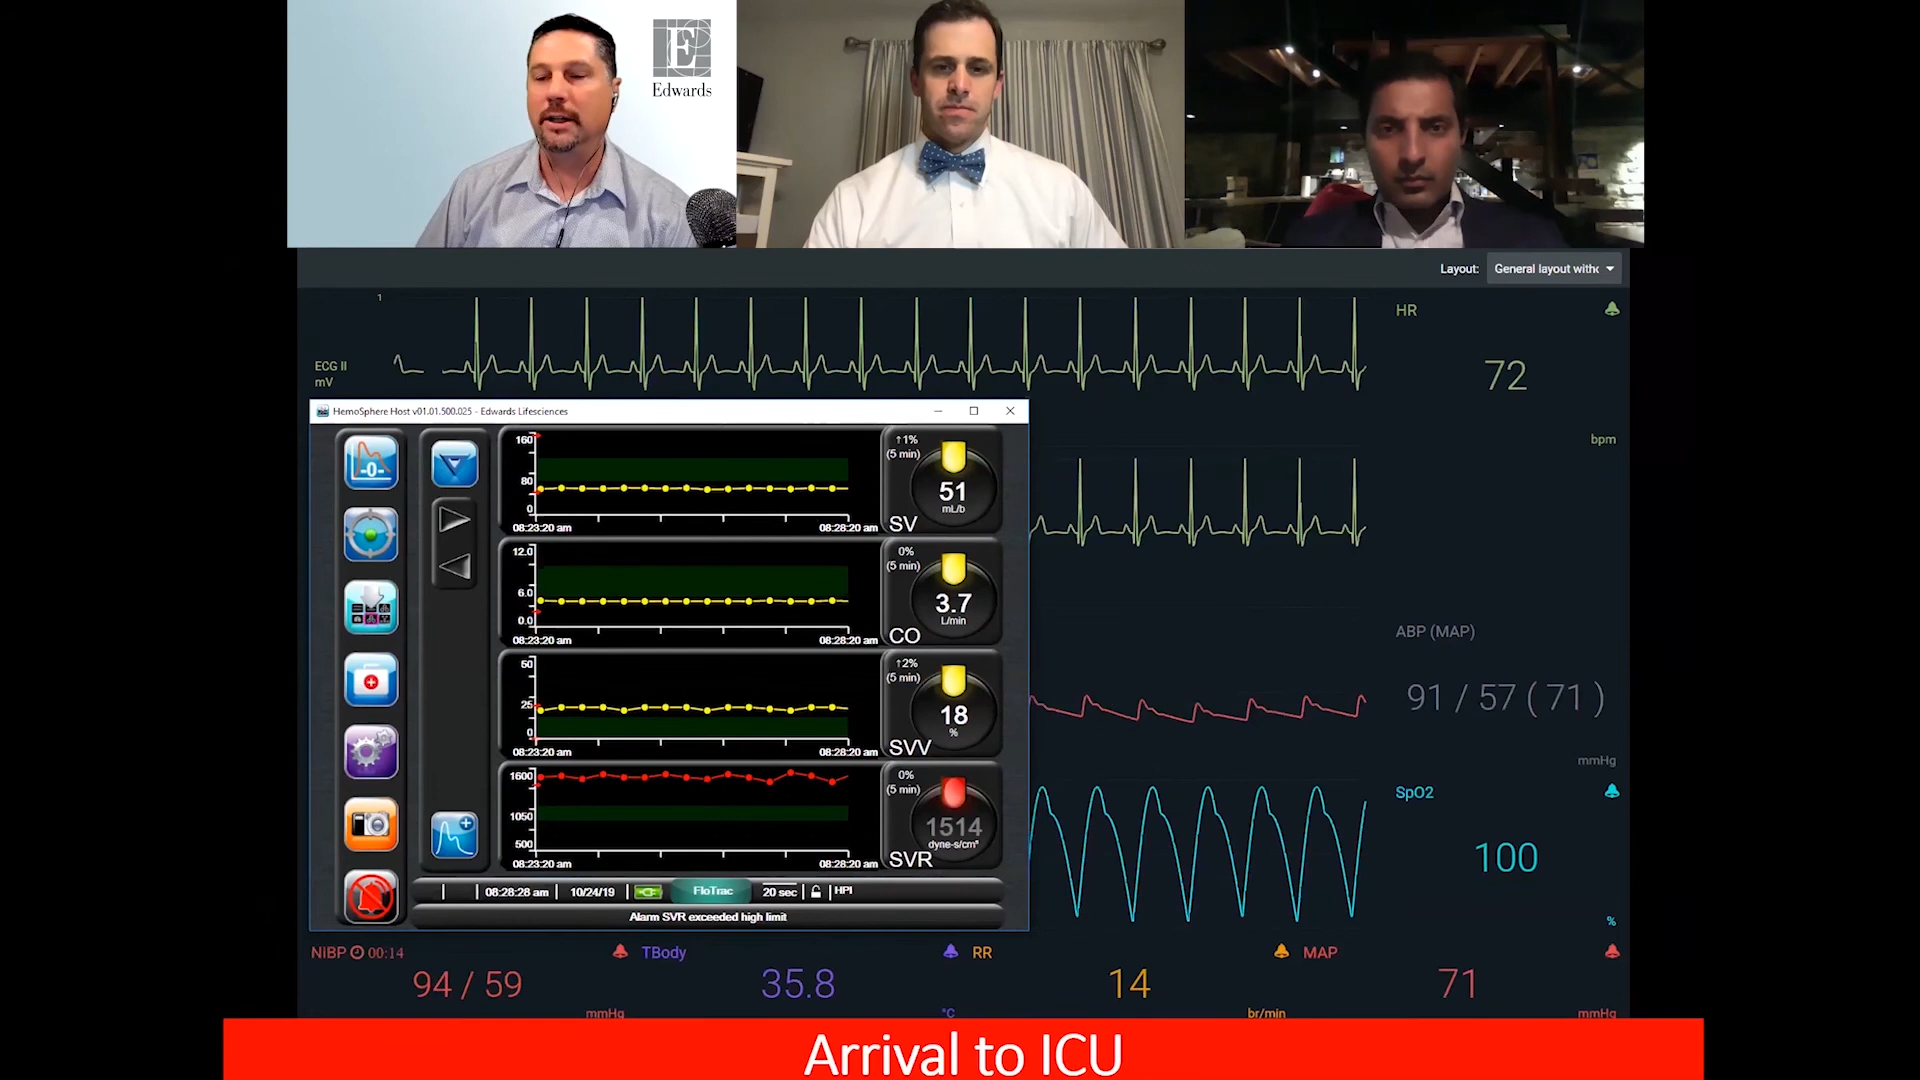 E
Edwards
Layout:
General layout withc
1
ECG II
mV
HR
72
bpm
HemoSphere Host v01.01.500.025 - Edwards Lifesciences
-0-
160
80
0
08:23:20 am
08:28:20 am
↑1%
(5 min)
51
mL/b
SV
12.0
6.0
0.0
08:23:20 am
08:28:20 am
0%
(5 min)
3.7
L/min
CO
50
25
0
08:23:20 am
08:28:20 am
↑2%
(5 min)
18
%
SVV
1600
1050
500
08:23:20 am
08:28:20 am
0%
(5 min)
1514
dyne-s/cm⁵
SVR
08:28:28 am
10/24/19
FloTrac
20 sec
HPI
Alarm SVR exceeded high limit
ABP (MAP)
91 / 57 ( 71 )
mmHg
SpO2
100
%
NIBP 00:14
94 / 59
mmHg
TBody
35.8
°C
RR
14
br/min
MAP
71
mmHg
Arrival to ICU